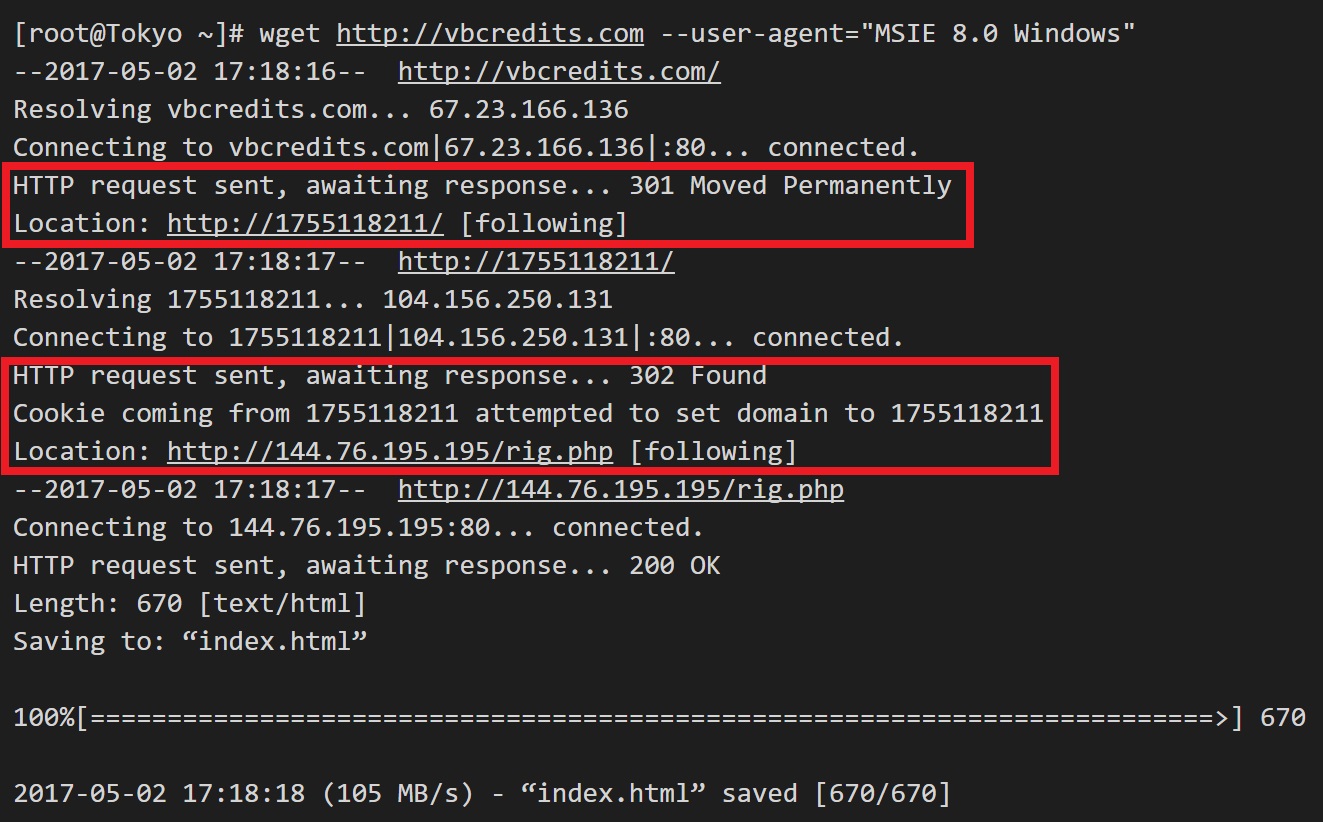 [root@Tokyo ~]# wget http://vbcredits.com --user-agent="MSIE 8.0 Windows"
--2017-05-02 17:18:16--  http://vbcredits.com/
Resolving vbcredits.com... 67.23.166.136
Connecting to vbcredits.com|67.23.166.136|:80... connected.
HTTP request sent, awaiting response... 301 Moved Permanently
Location: http://1755118211/ [following]
--2017-05-02 17:18:17--  http://1755118211/
Resolving 1755118211... 104.156.250.131
Connecting to 1755118211|104.156.250.131|:80... connected.
HTTP request sent, awaiting response... 302 Found
Cookie coming from 1755118211 attempted to set domain to 1755118211
Location: http://144.76.195.195/rig.php [following]
--2017-05-02 17:18:17--  http://144.76.195.195/rig.php
Connecting to 144.76.195.195:80... connected.
HTTP request sent, awaiting response... 200 OK
Length: 670 [text/html]
Saving to: “index.html”
100%[=========================================================================>] 670
2017-05-02 17:18:18 (105 MB/s) - “index.html” saved [670/670]